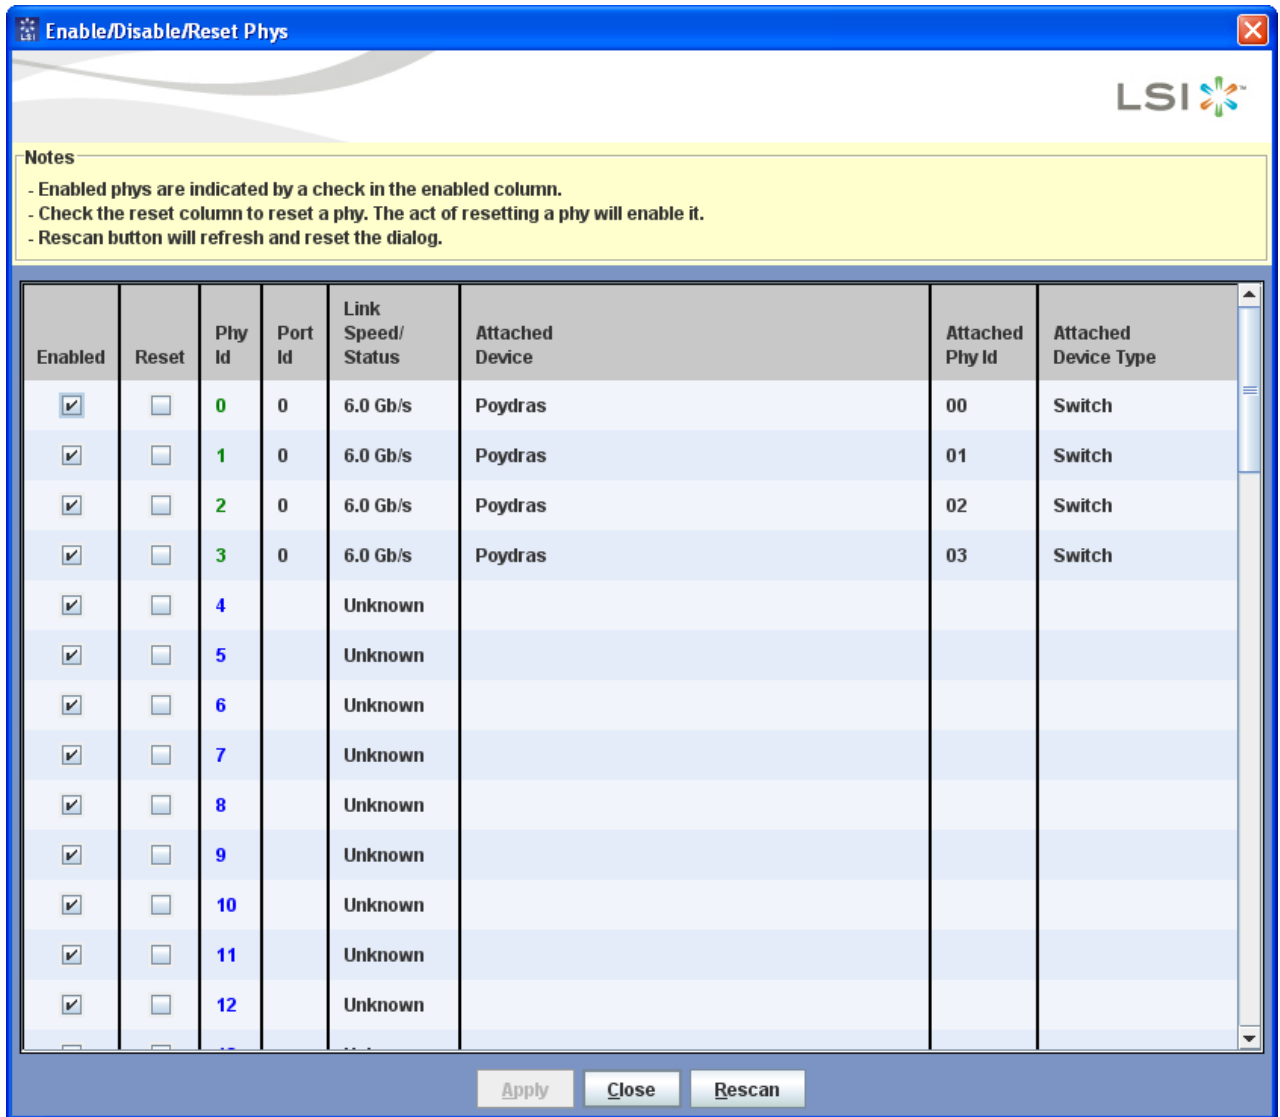 Enable/Disable/Reset Phys
LSI
Notes
- Enabled phys are indicated by a check in the enabled column.
- Check the reset column to reset a phy. The act of resetting a phy will enable it.
- Rescan button will refresh and reset the dialog.
Enabled Reset Phy Id Port Id Link Speed/ Status Attached Device Attached Phy Id Attached Device Type
0 0 6.0 Gb/s Poydras 00 Switch
1 0 6.0 Gb/s Poydras 01 Switch
2 0 6.0 Gb/s Poydras 02 Switch
3 0 6.0 Gb/s Poydras 03 Switch
4 Unknown
5 Unknown
6 Unknown
7 Unknown
8 Unknown
9 Unknown
10 Unknown
11 Unknown
12 Unknown
Apply Close Rescan